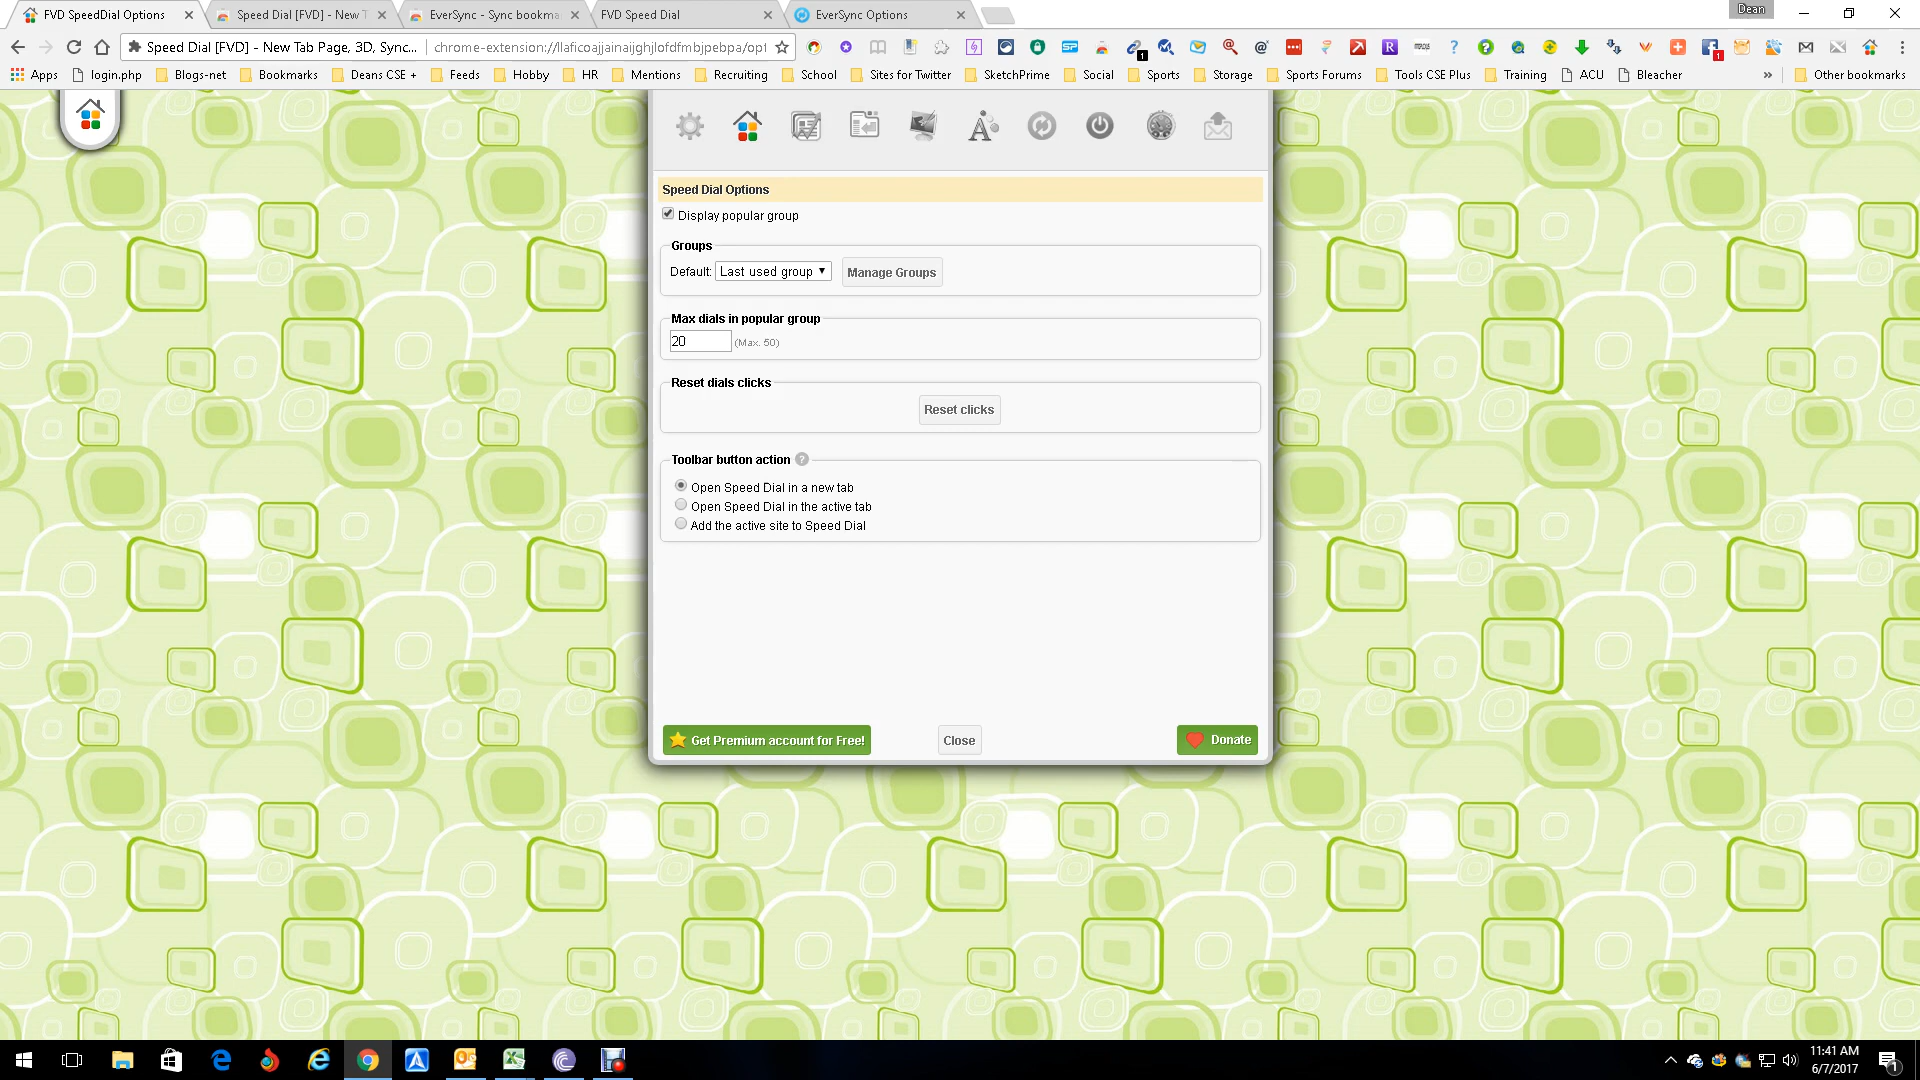 FVD SpeedDial Options
Speed Dial [FVD] - New T
EverSync - Sync bookma
FVD Speed Dial
EverSync Options
Dean
Speed Dial [FVD] - New Tab Page, 3D, Sync...
chrome-extension://llaficoajjainaijghjlofdfmbjpebpa/opt
Apps
login.php
Blogs-net
Bookmarks
Deans CSE +
Feeds
Hobby
HR
Mentions
Recruiting
School
Sites for Twitter
SketchPrime
Social
Sports
Storage
Sports Forums
Tools CSE Plus
Training
ACU
Bleacher
»
Other bookmarks
Speed Dial Options
Display popular group
Groups
Default: Last used group
Manage Groups
Max dials in popular group
20 (Max. 50)
Reset dials clicks
Reset clicks
Toolbar button action ?
Open Speed Dial in a new tab
Open Speed Dial in the active tab
Add the active site to Speed Dial
Get Premium account for Free!
Close
Donate
11:41 AM
6/7/2017
1